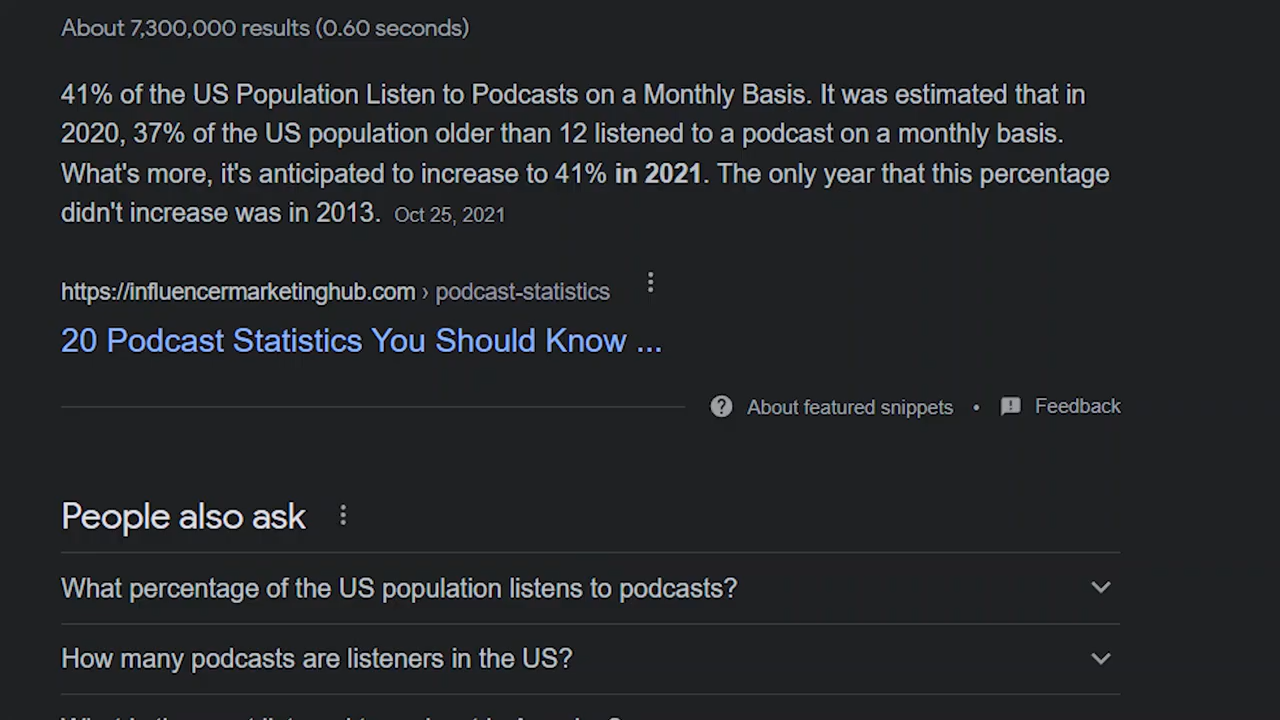 About 7,300,000 results (0.60 seconds)
41% of the US Population Listen to Podcasts on a Monthly Basis. It was estimated that in
2020, 37% of the US population older than 12 listened to a podcast on a monthly basis.
What's more, it's anticipated to increase to 41% in 2021. The only year that this percentage
didn't increase was in 2013. Oct 25, 2021
https://influencermarketinghub.com › podcast-statistics
20 Podcast Statistics You Should Know ...
About featured snippets • Feedback
People also ask
What percentage of the US population listens to podcasts?
How many podcasts are listeners in the US?